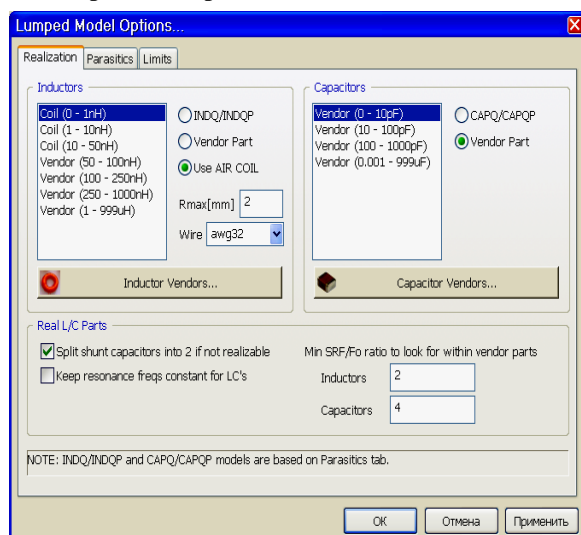 Lumped Model Options...
Realization Parasitics Limits
Inductors
Coil (0 - 1nH)
Coil (1 - 10nH)
Coil (10 - 50nH)
Vendor (50 - 100nH)
Vendor (100 - 250nH)
Vendor (250 - 1000nH)
Vendor (1 - 999uH)
INDQ/INDQP
Vendor Part
Use AIR COIL
Rmax[mm] 2
Wire awg32
Inductor Vendors...
Capacitors
Vendor (0 - 10pF)
Vendor (10 - 100pF)
Vendor (100 - 1000pF)
Vendor (0.001 - 999uF)
CAPQ/CAPQP
Vendor Part
Capacitor Vendors...
Real L/C Parts
Split shunt capacitors into 2 if not realizable
Keep resonance freqs constant for LC's
Min SRF/Fo ratio to look for within vendor parts
Inductors 2
Capacitors 4
NOTE: INDQ/INDQP and CAPQ/CAPQP models are based on Parasitics tab.
OK Отмена Применить